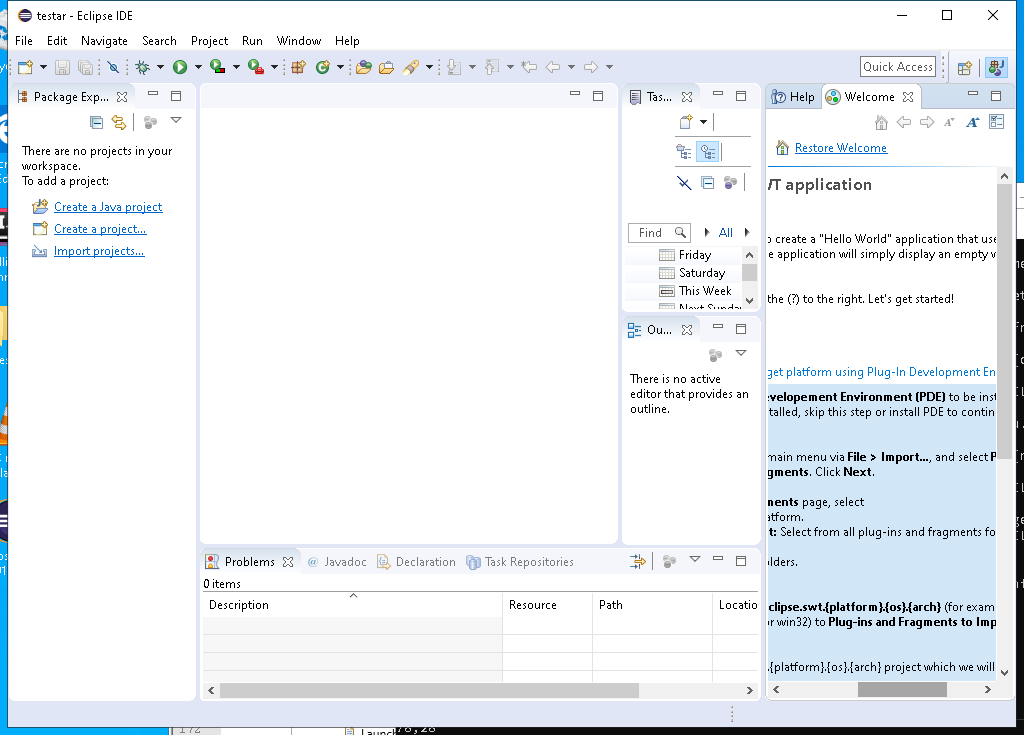 testar - Eclipse IDE
File Edit Navigate Search Project Run Window Help
Quick Access
Package Exp...
There are no projects in your
workspace.
To add a project:
Create a Java project
Create a project...
Import projects...
Tas...
Find
All
Friday
Saturday
This Week
Next Sunday
Ou...
There is no active
editor that provides an
outline.
Help
Welcome
Restore Welcome
application
create a "Hello World" application that use
application will simply display an empty
the (?) to the right. Let's get started!
get platform using Plug-In Development En
evelopement Environment (PDE) to be inst
talled, skip this step or install PDE to contin
main menu via File > Import..., and select P
gments. Click Next.
ments page, select
atform.
t: Select from all plug-ins and fragments fo
lders.
clipse.swt.{platform}.{os}.{arch} (for exam
or win32) to Plug-ins and Fragments to Imp
.{platform}.{os}.{arch} project which we will
Problems Javadoc Declaration Task Repositories
0 items
Description Resource Path Locatio